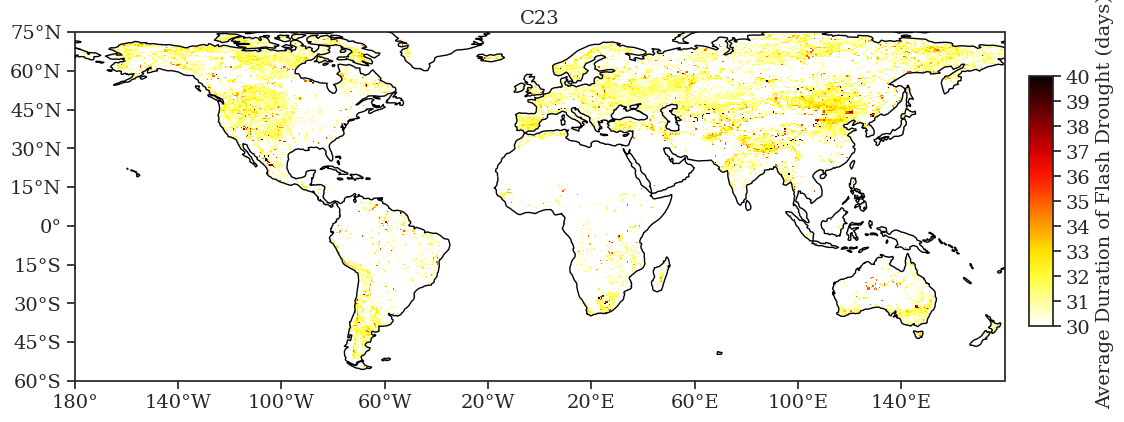 C23
75°N
60°N
45°N
30°N
15°N
0°
15°S
30°S
45°S
60°S
180°
140°W
100°W
60°W
20°W
20°E
60°E
100°E
140°E
40
39
38
37
36
35
34
33
32
31
30
Average Duration of Flash Drought (days)